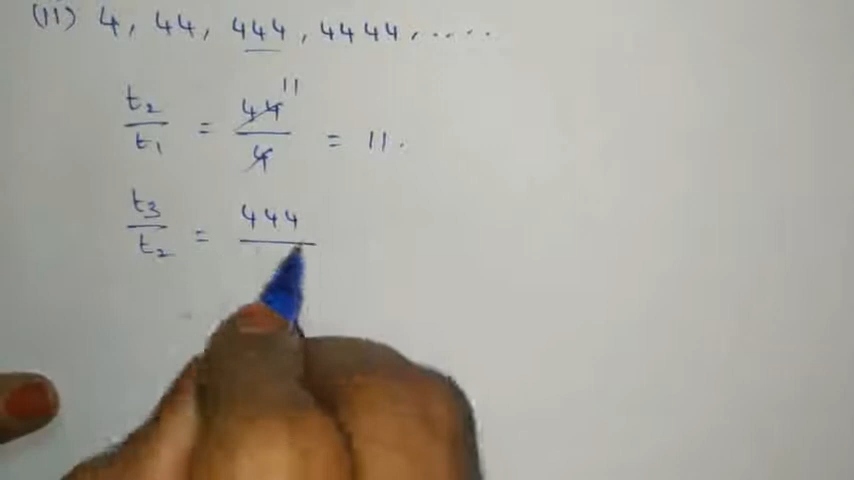 (ii) 4, 44, 444, 4444, .....
t₂/t₁ = 44/4 11 = 11.
t₃/t₂ = 444